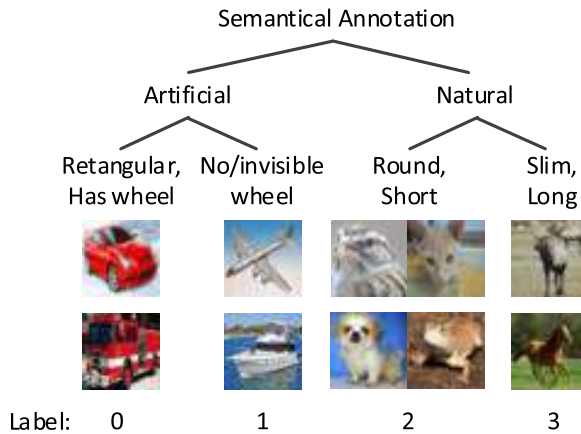 Semantical Annotation
Artificial
Natural
Retangular,
Has wheel
No/invisible
wheel
Round,
Short
Slim,
Long
Label: 0 1 2 3